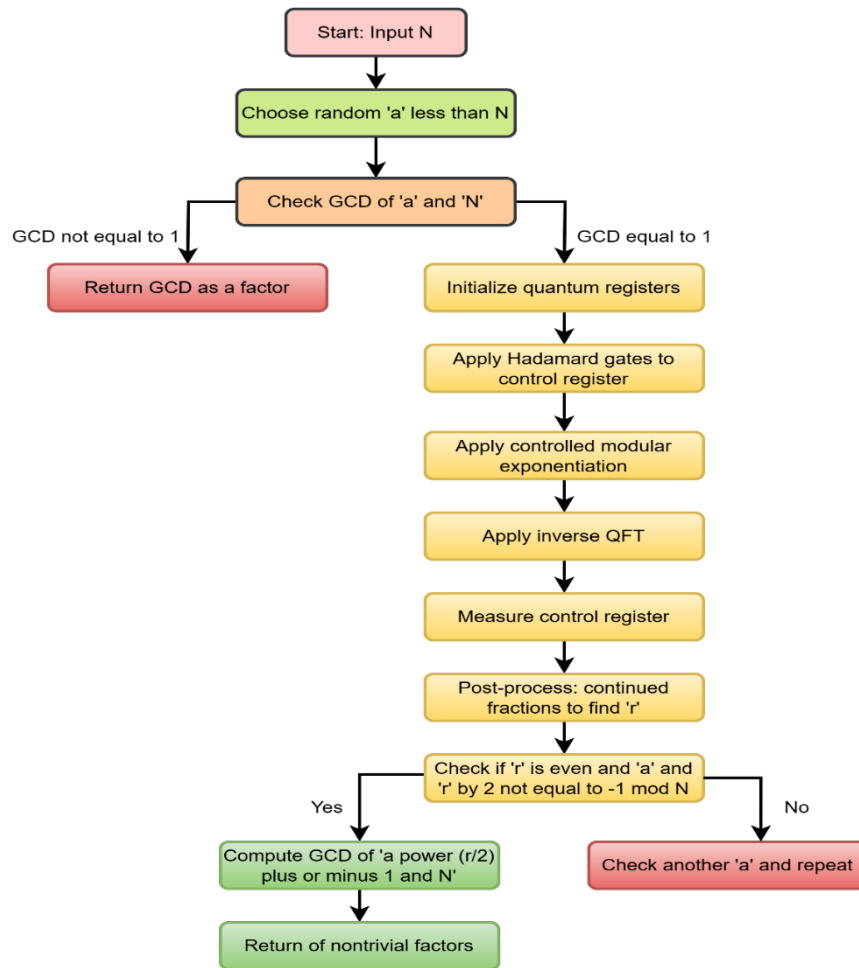 Start: Input N
Choose random 'a' less than N
Check GCD of 'a' and 'N'
GCD not equal to 1
GCD equal to 1
Return GCD as a factor
Initialize quantum registers
Apply Hadamard gates to
control register
Apply controlled modular
exponentiation
Apply inverse QFT
Measure control register
Post-process: continued
fractions to find 'r'
Check if 'r' is even and 'a' and
'r' by 2 not equal to -1 mod N
Yes
No
Compute GCD of 'a power (r/2)
plus or minus 1 and N'
Check another 'a' and repeat
Return of nontrivial factors